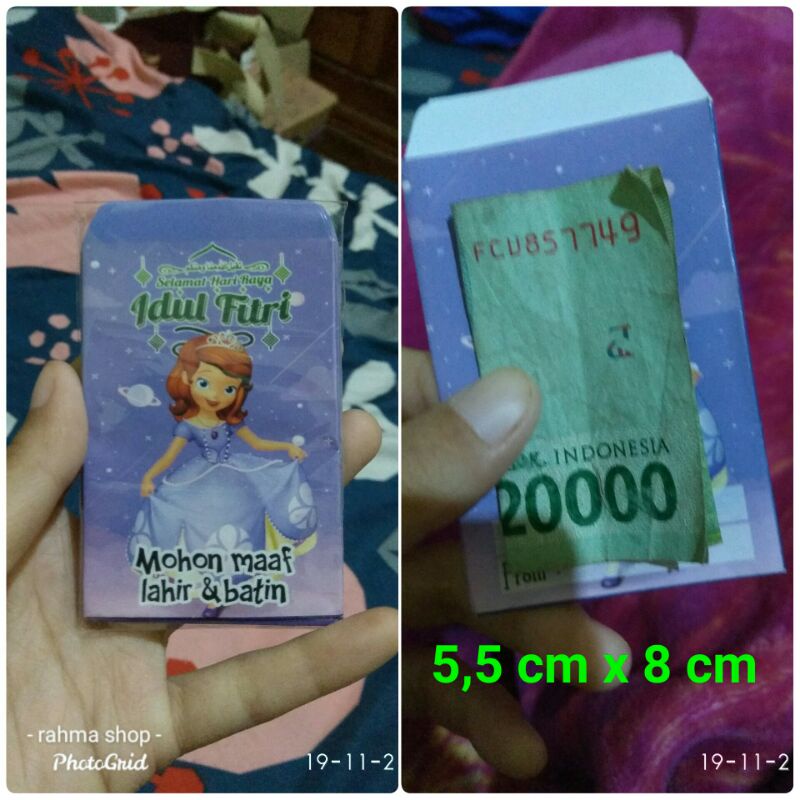 Selamat Hari Raya
Idul Fitri
Mohon maaf
lahir & batin
- rahma shop -
PhotoGrid
19-11-2
FCU857749
INDONESIA
20000
5,5 cm x 8 cm
19-11-2